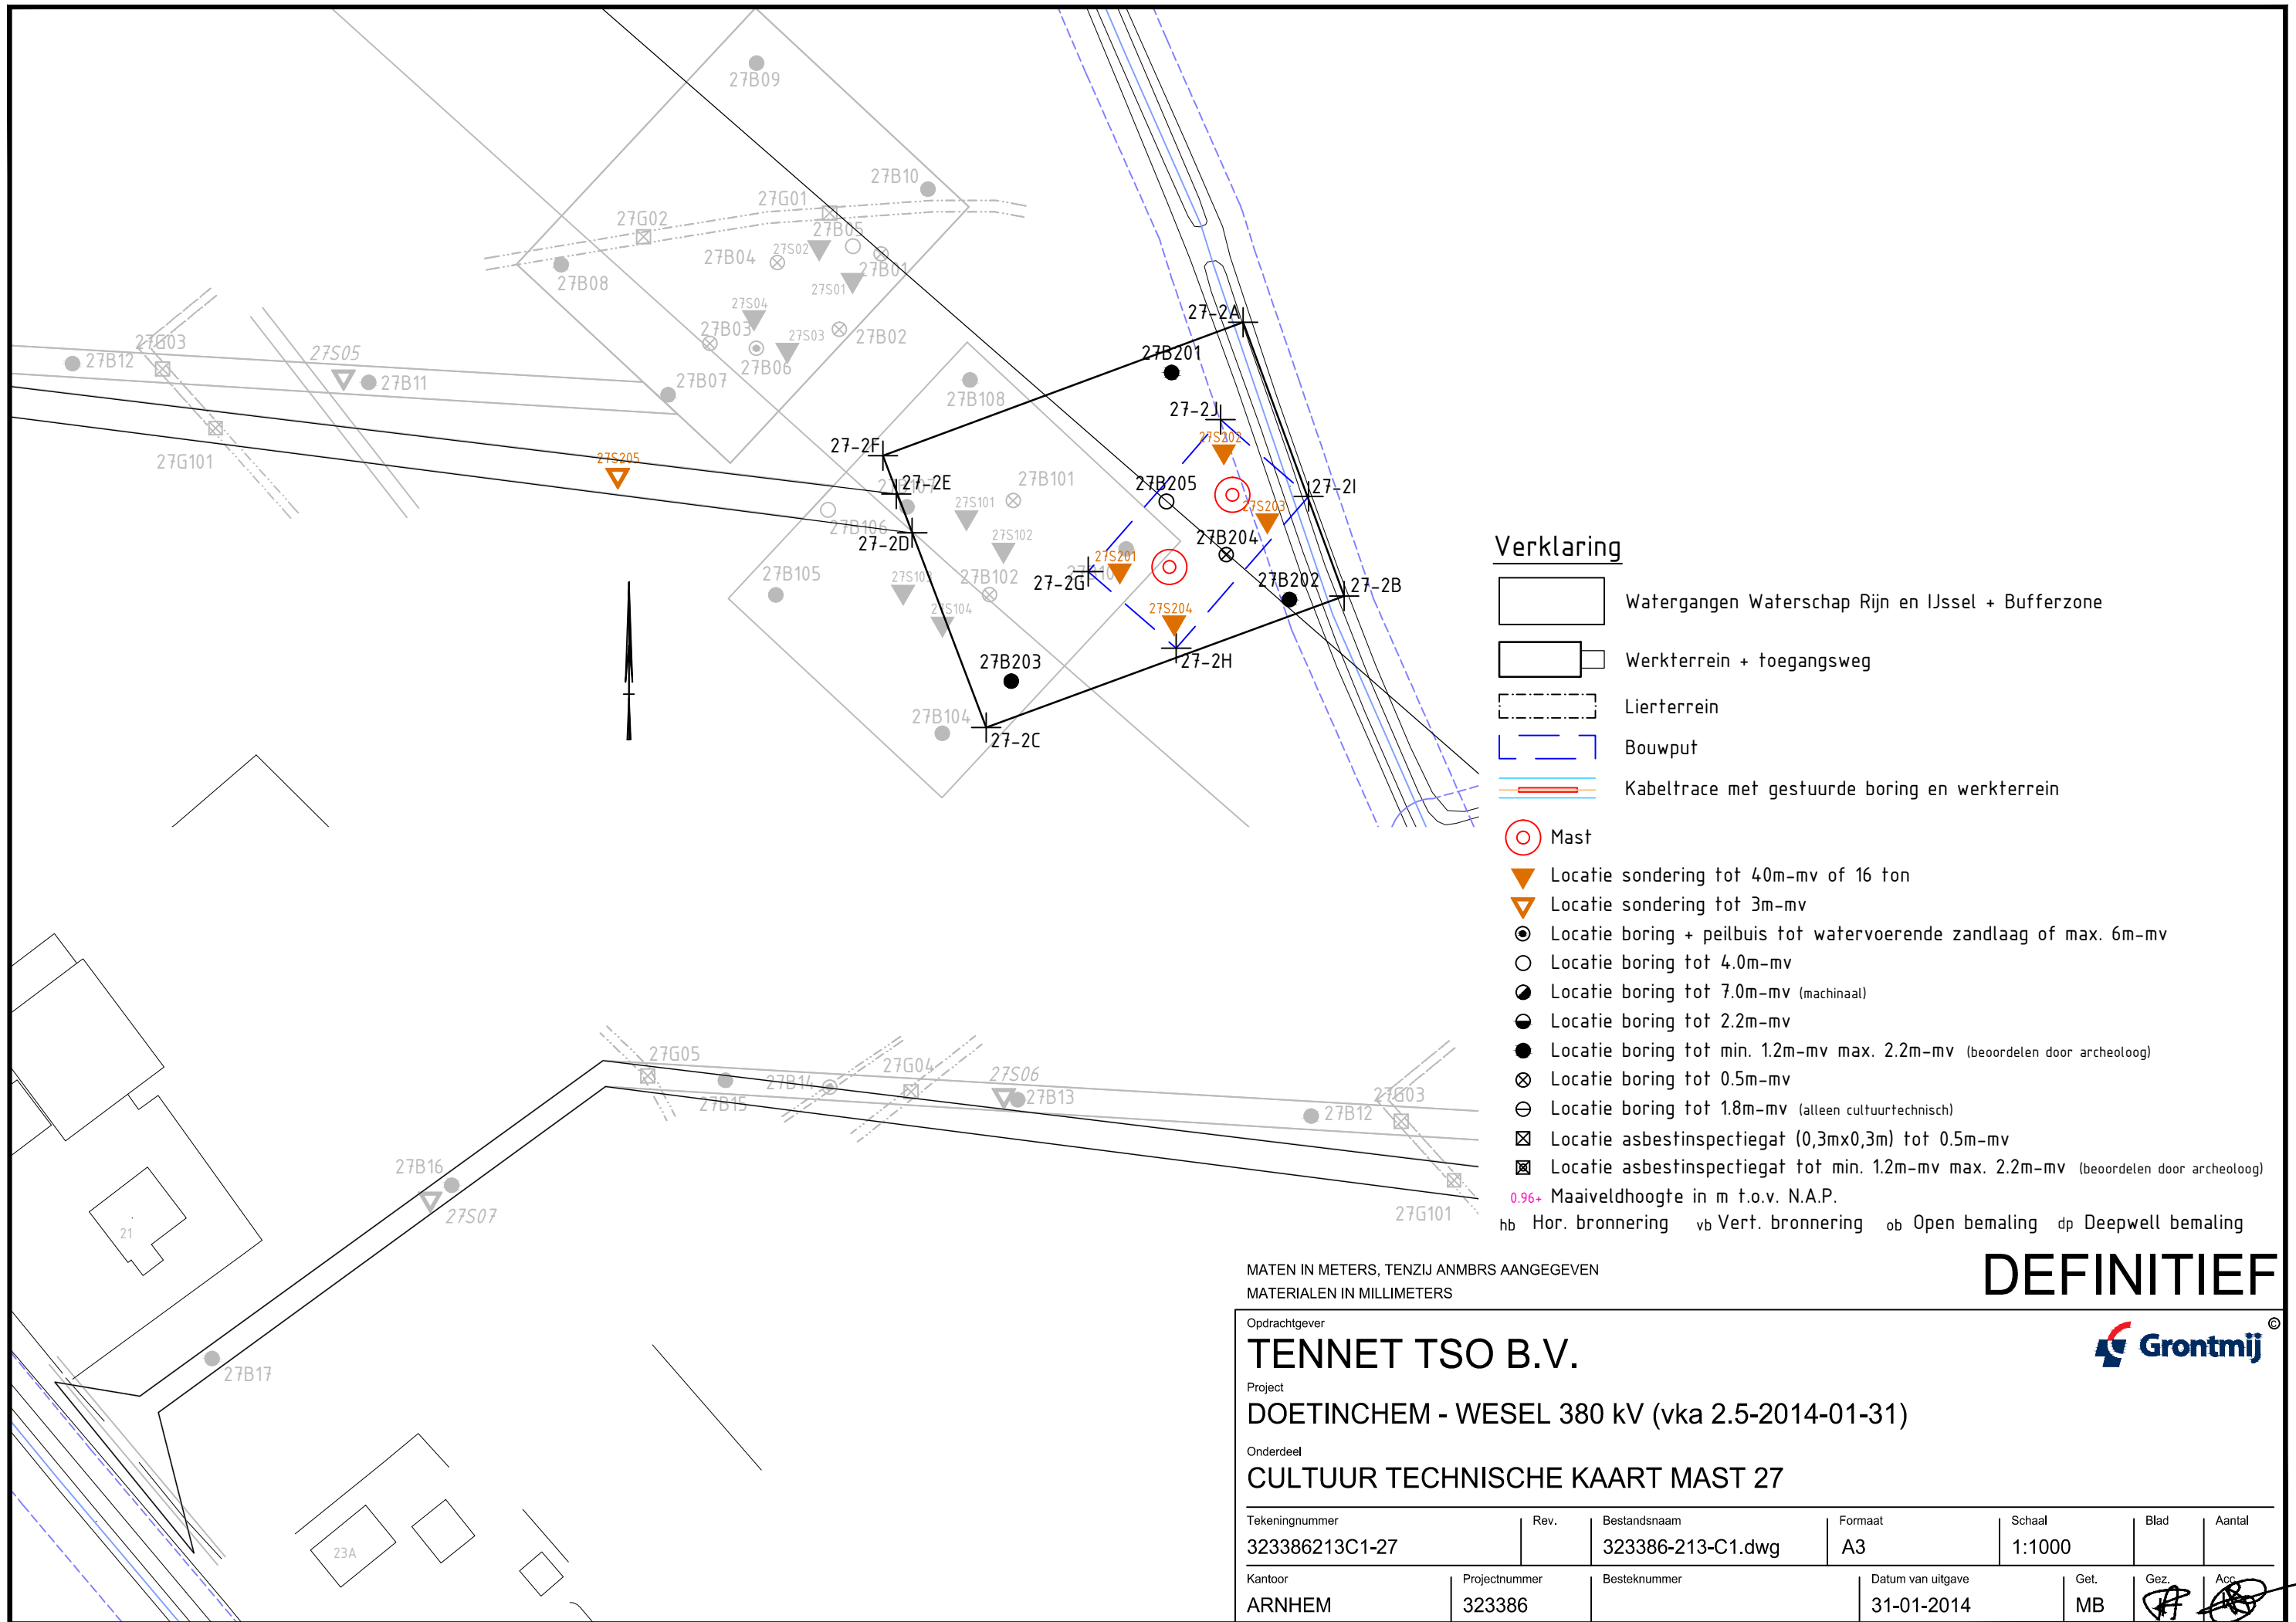 27B09
27B10
27G01
27G02
27B05
27B04
27S02
27B01
27B08
27S01
27S04
27-2A
27B03
27S03
27B02
27G03
27S05
27B201
27B12
27B11
27B06
27B07
27B108
27-2J
27S202
27-2F
27G101
27S205
27B101
27B205
27-2E
27-2I
27S101
27S203
27B106
27-2D
27S102
27B204
27S201
27B105
27S103
27B102
27-2G
27B202
27-2B
27S104
27S204
27B203
27-2H
27B104
27-2C
Verklaring
Watergangen Waterschap Rijn en IJssel + Bufferzone
Werkterrein + toegangsweg
Lierterrein
Bouwput
Kabeltrace met gestuurde boring en werkterrein
Mast
Locatie sondering tot 40m-mv of 16 ton
Locatie sondering tot 3m-mv
Locatie boring + peilbuis tot watervoerende zandlaag of max. 6m-mv
Locatie boring tot 4.0m-mv
Locatie boring tot 7.0m-mv (machinaal)
Locatie boring tot 2.2m-mv
Locatie boring tot min. 1.2m-mv max. 2.2m-mv (beoordelen door archeoloog)
Locatie boring tot 0.5m-mv
Locatie boring tot 1.8m-mv (alleen cultuurtechnisch)
Locatie asbestinspectiegat (0,3mx0,3m) tot 0.5m-mv
Locatie asbestinspectiegat tot min. 1.2m-mv max. 2.2m-mv (beoordelen door archeoloog)
0.96+ Maaiveldhoogte in m t.o.v. N.A.P.
hb Hor. bronnering vb Vert. bronnering ob Open bemaling dp Deepwell bemaling
27G05
27B14
27G04
27S06
27B15
27B13
27B12
27G03
27B16
27S07
27G101
21
27B17
23A
MATEN IN METERS, TENZIJ ANMBRS AANGEGEVEN
MATERIALEN IN MILLIMETERS
DEFINITIEF
Opdrachtgever
TENNET TSO B.V.
Grontmij ©
Project
DOETINCHEM - WESEL 380 kV (vka 2.5-2014-01-31)
Onderdeel
CULTUUR TECHNISCHE KAART MAST 27
Tekeningnummer Rev. Bestandsnaam Formaat Schaal Blad Aantal
323386213C1-27 323386-213-C1.dwg A3 1:1000
Kantoor Projectnummer Besteknummer Datum van uitgave Get. Gez. Acc.
ARNHEM 323386 31-01-2014 MB